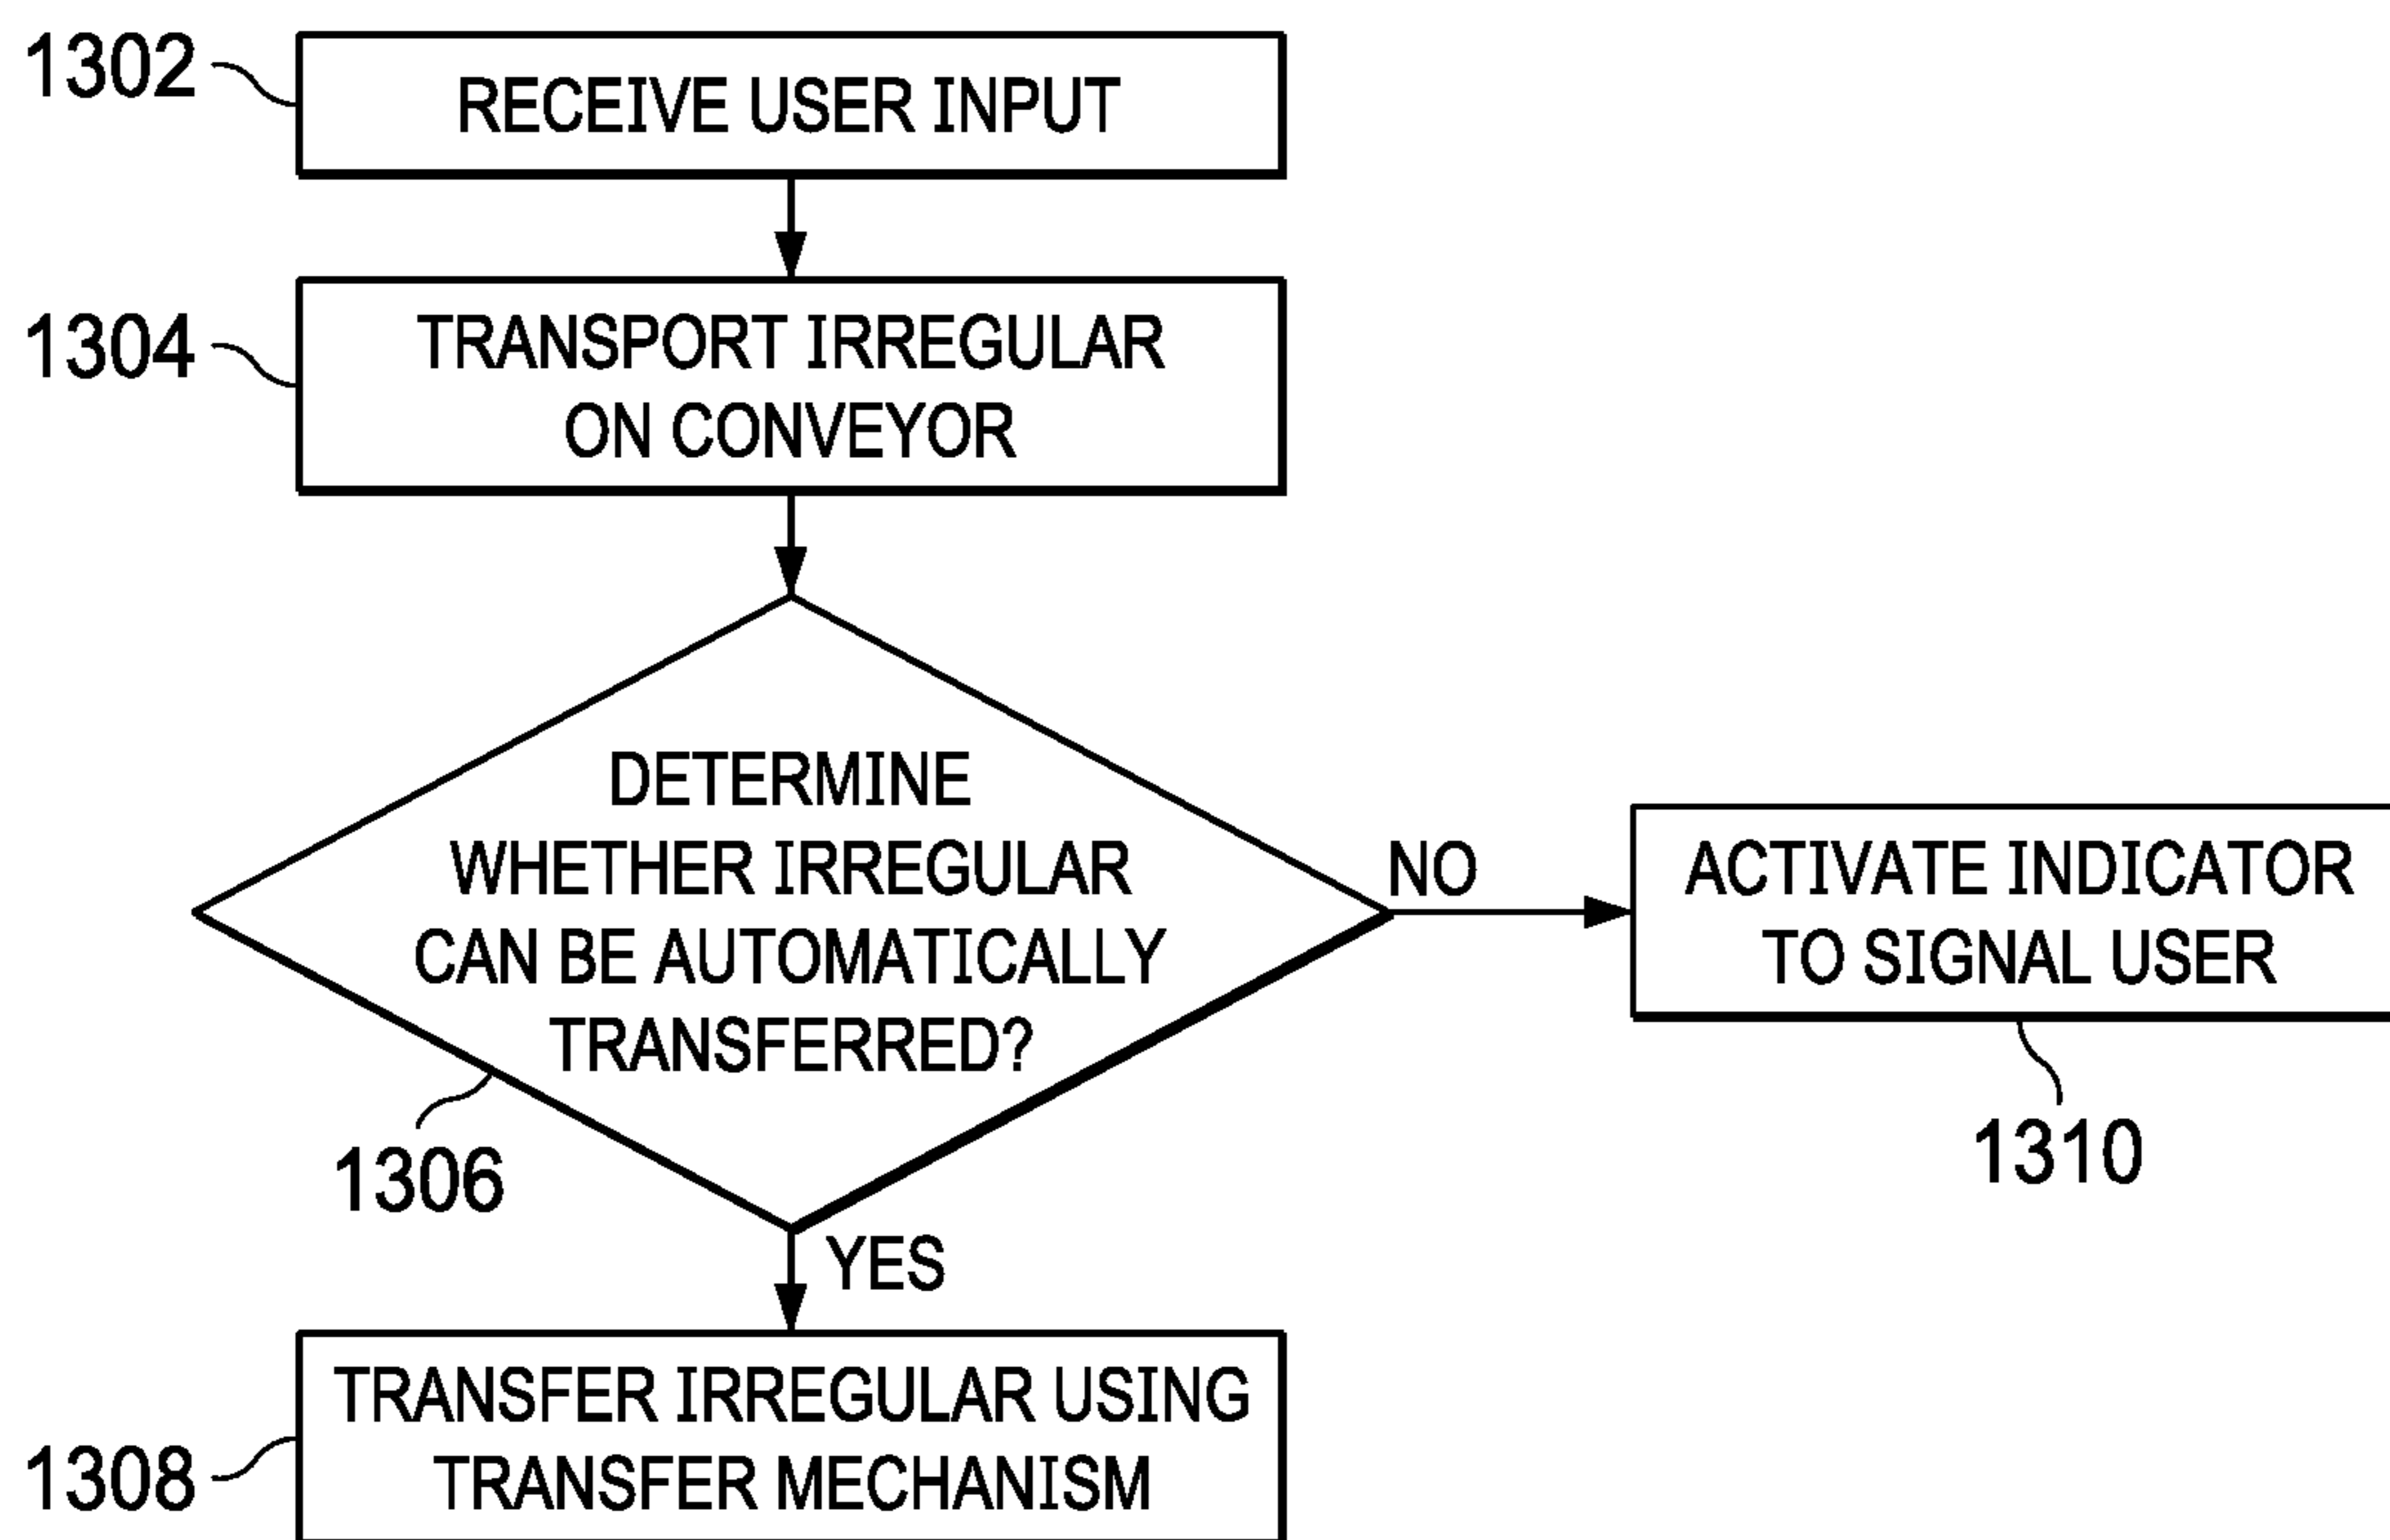 1302
RECEIVE USER INPUT
1304
TRANSPORT IRREGULAR
ON CONVEYOR
DETERMINE
WHETHER IRREGULAR
CAN BE AUTOMATICALLY
TRANSFERRED?
1306
NO
ACTIVATE INDICATOR
TO SIGNAL USER
1310
YES
1308
TRANSFER IRREGULAR USING
TRANSFER MECHANISM